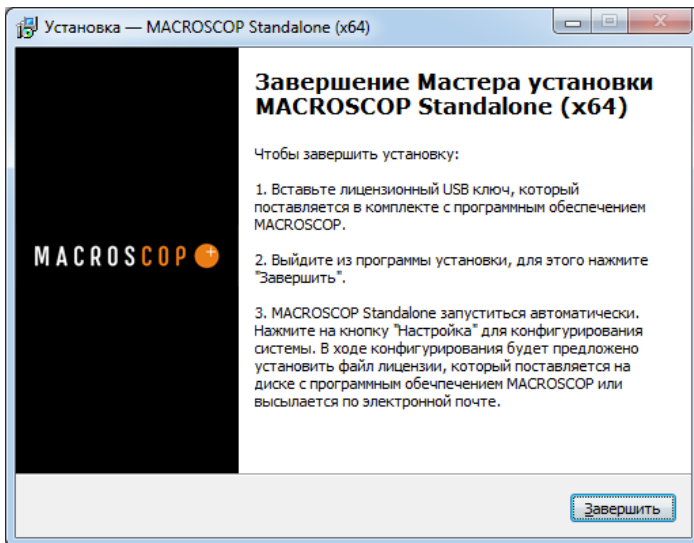 Установка — MACROSCOP Standalone (x64)
Завершение Мастера установки
MACROSCOP Standalone (x64)
Чтобы завершить установку:
1. Вставьте лицензионный USB ключ, который
поставляется в комплекте с программным обеспечением
MACROSCOP.
MACROSCOP
2. Выйдите из программы установки, для этого нажмите
"Завершить".
3. MACROSCOP Standalone запуститься автоматически.
Нажмите на кнопку "Настройка" для конфигурирования
системы. В ходе конфигурирования будет предложено
установить файл лицензии, который поставляется на
диске с программным обечпечением MACROSCOP или
высылается по электронной почте.
Завершить